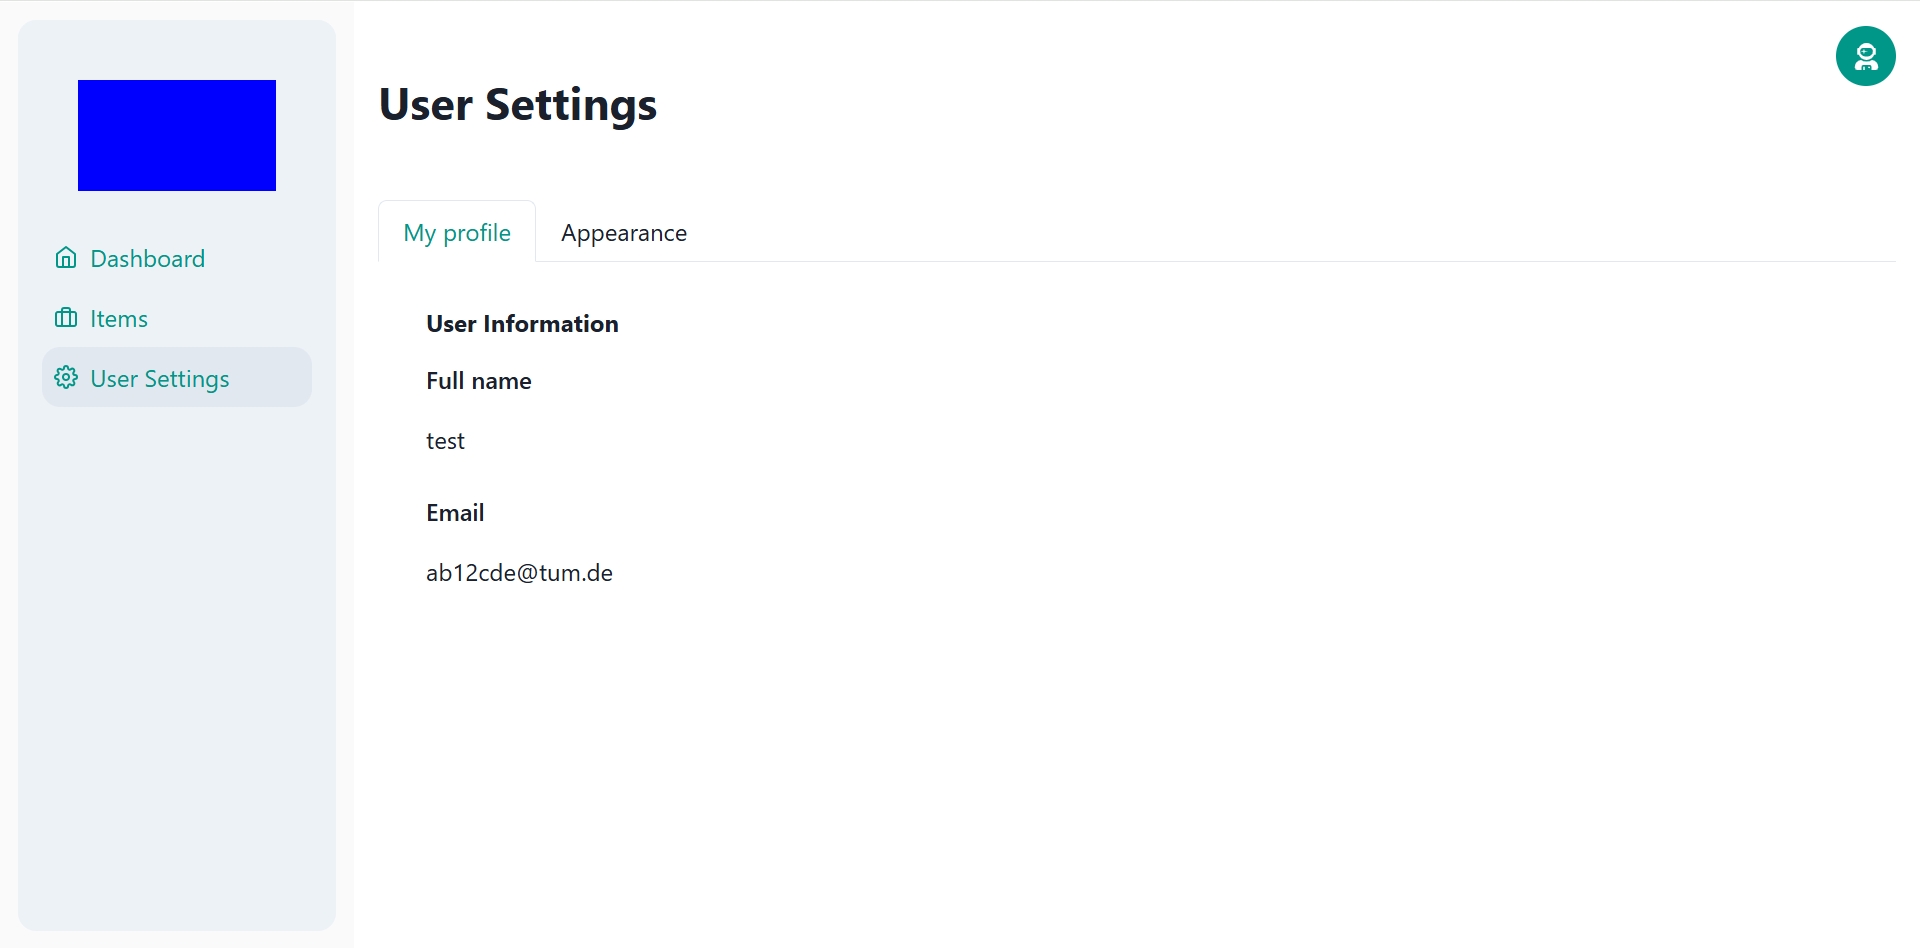 Dashboard
Items
User Settings
User Settings
My profile
Appearance
User Information
Full name
test
Email
ab12cde@tum.de